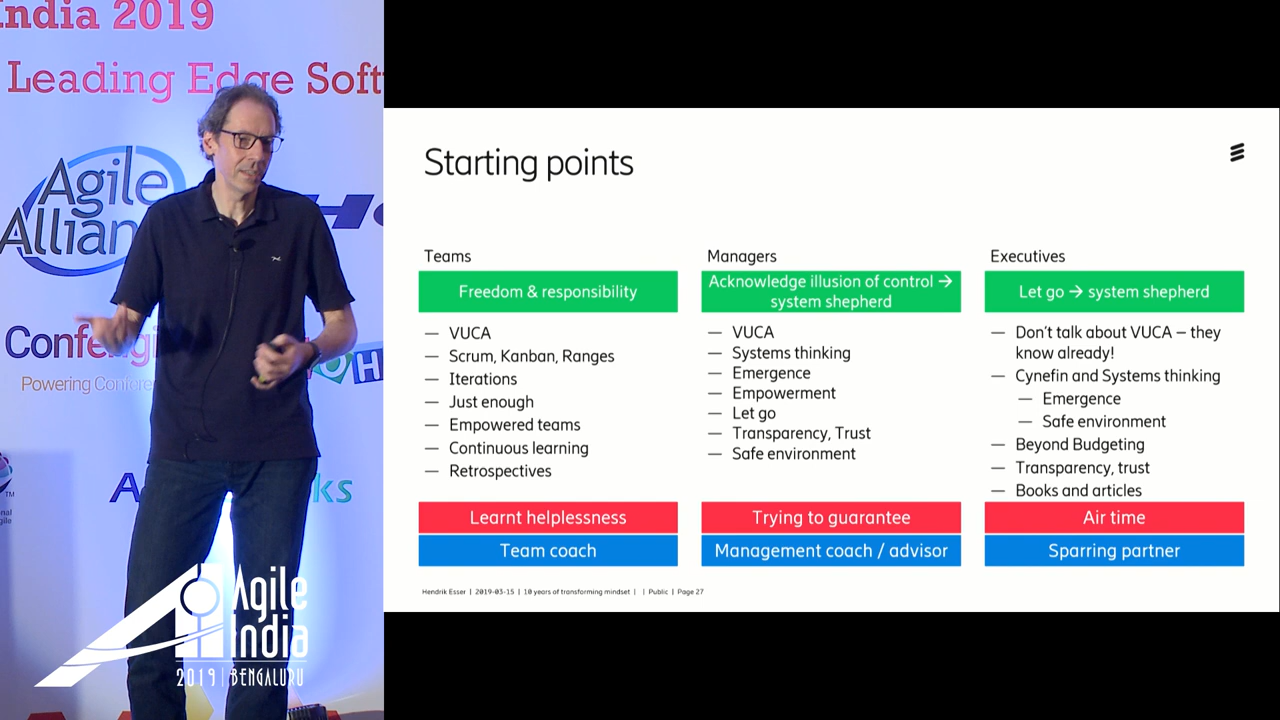 India 2019
Leading Edge Soft
Agile
Allian
Confengi
Powering Conferen
A
ks
TM
Agile
india
2019 | BENGALURU
Starting points
Teams
Freedom & responsibility
— VUCA
— Scrum, Kanban, Ranges
— Iterations
— Just enough
— Empowered teams
— Continuous learning
— Retrospectives
Learnt helplessness
Team coach
Managers
Acknowledge illusion of control →
system shepherd
— VUCA
— Systems thinking
— Emergence
— Empowerment
— Let go
— Transparency, Trust
— Safe environment
Trying to guarantee
Management coach / advisor
Executives
Let go → system shepherd
— Don't talk about VUCA – they
know already!
— Cynefin and Systems thinking
— Emergence
— Safe environment
— Beyond Budgeting
— Transparency, trust
— Books and articles
Air time
Sparring partner
Hendrik Esser | 2019-03-15 | 10 years of transforming mindset | | Public | Page 27